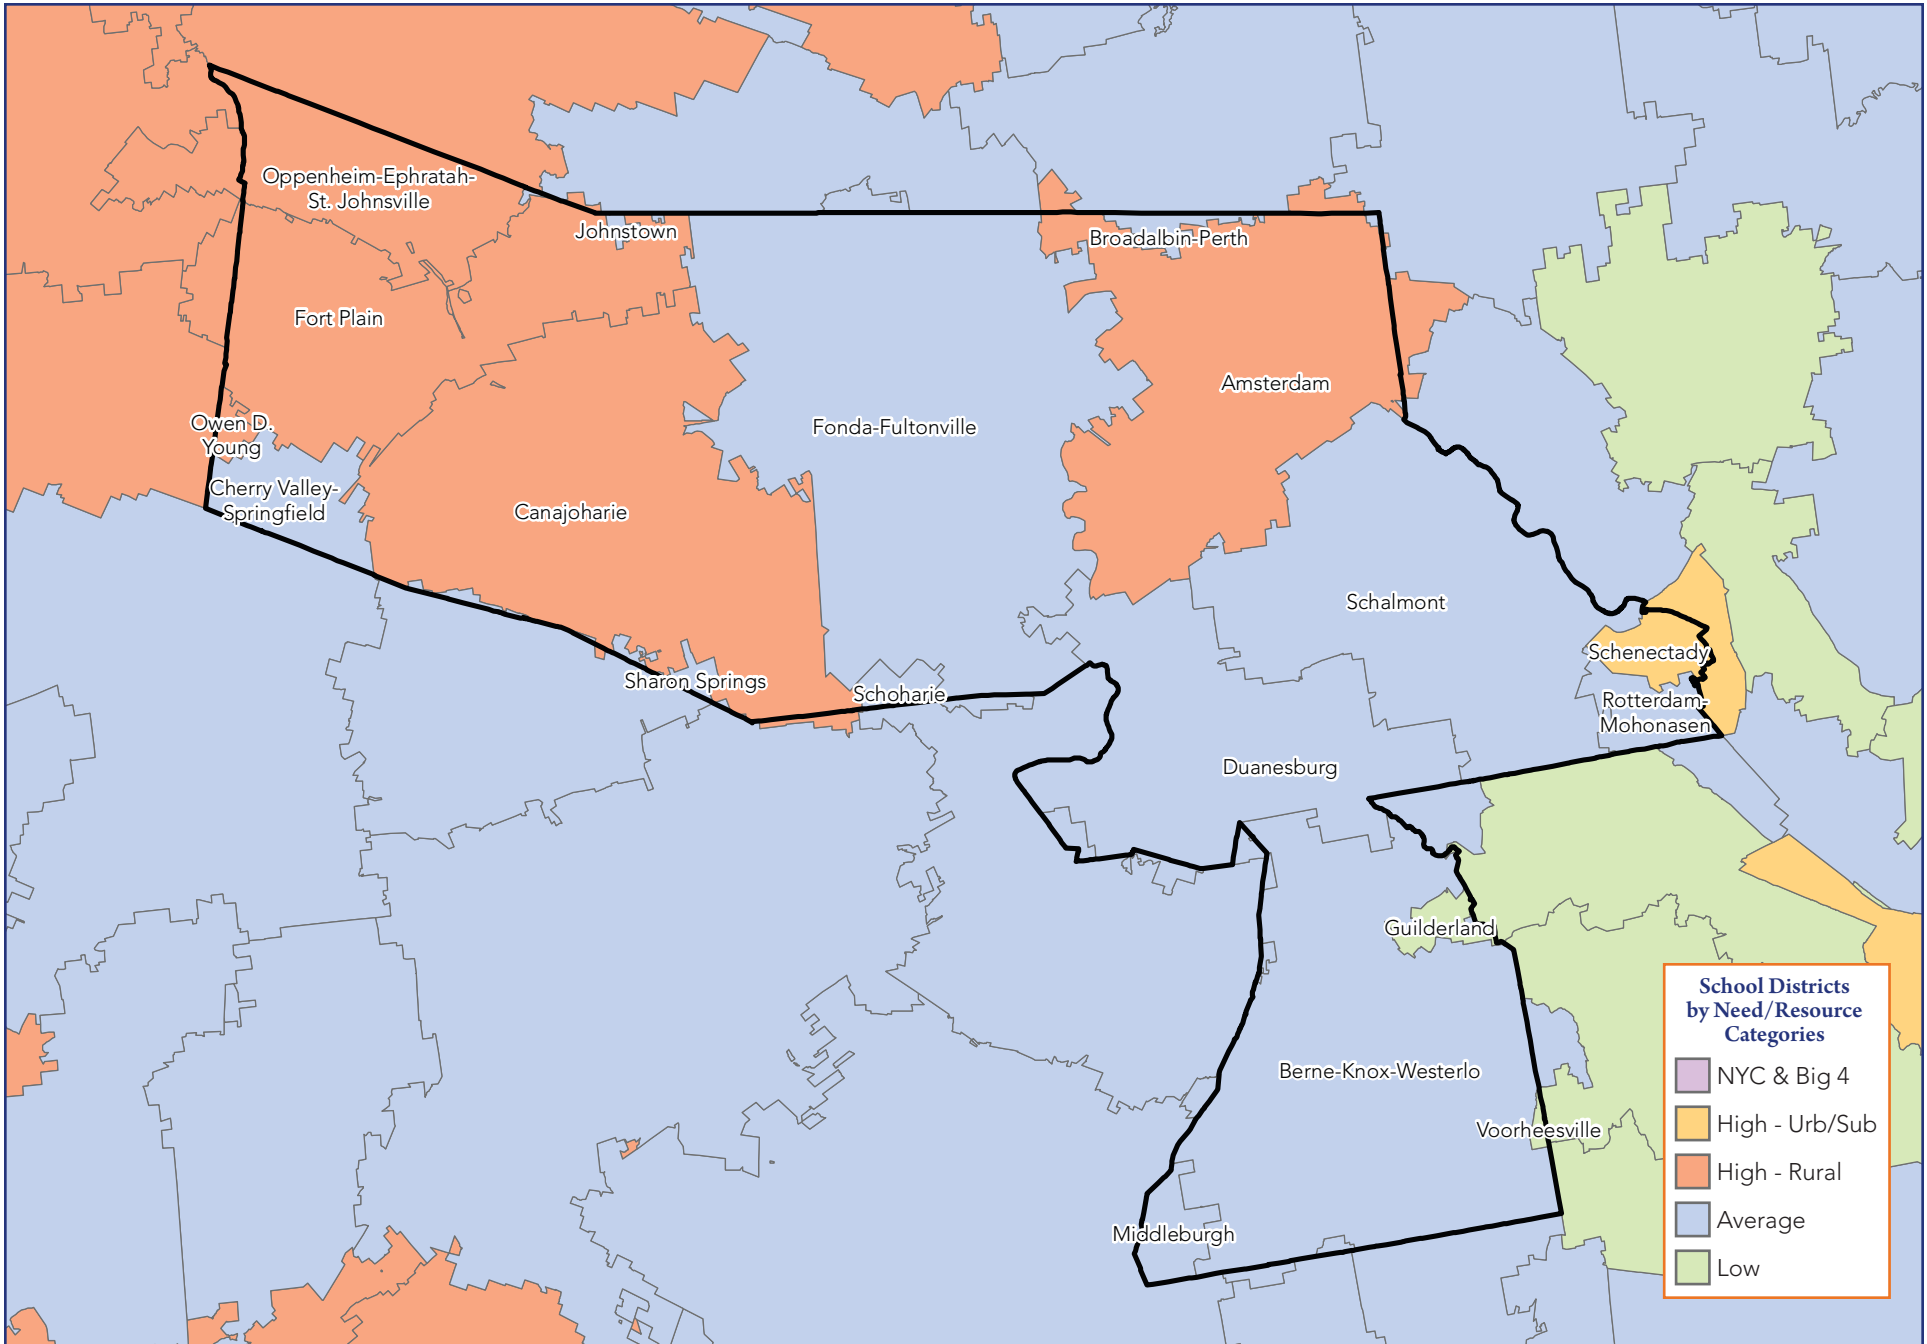 Oppenheim-Ephratah-
St. Johnsville
Johnstown
Broadalbin-Perth
Fort Plain
Amsterdam
Owen D.
Young
Fonda-Fultonville
Cherry Valley-
Springfield
Canajoharie
Schalmont
Schenectady
Sharon Springs
Schoharie
Rotterdam-
Mohonasen
Duanesburg
Guilderland
Berne-Knox-Westerlo
Voorheesville
Middleburgh
School Districts
by Need/Resource
Categories
NYC & Big 4
High - Urb/Sub
High - Rural
Average
Low